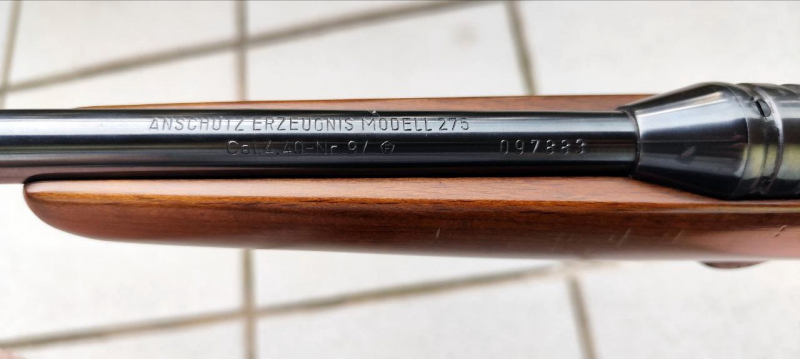 ANSCHÜTZ ERZEUGNIS MODELL 275
Cal. 4,40-Nr. 9/
097883